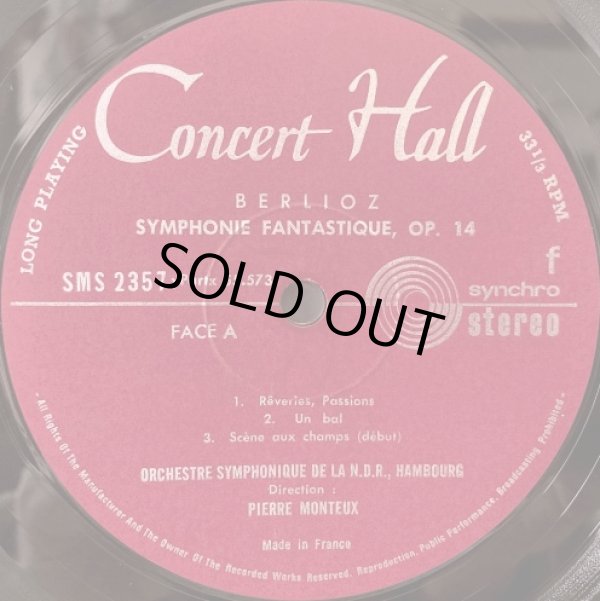 Concert Hall
LONG PLAYING
33 1/3 RPM
BERLIOZ
SYMPHONIE FANTASTIQUE, OP. 14
SMS 2357
f
synchro
stereo
SOLD OUT
FACE A
1. Rêveries, Passions
2. Un bal
3. Scène aux champs (début)
ORCHESTRE SYMPHONIQUE DE LA N.D.R., HAMBOURG
Direction :
PIERRE MONTEUX
Made in France
- All Rights Of The Manufacturer And The Owner Of The Recorded Works Reserved. Reproduction, Public Performance, Broadcasting Prohibited -